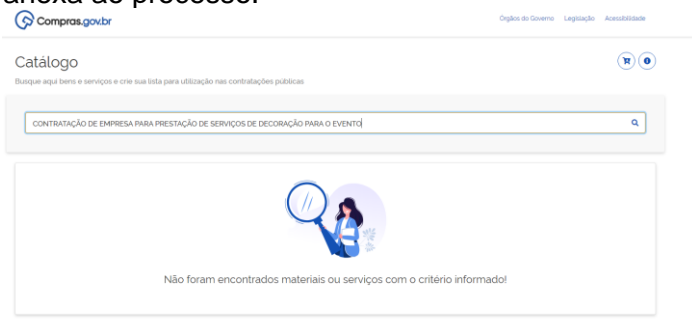 anexa ao processo.
Compras.gov.br
Órgãos do Governo Legislação Acessibilidade
Catálogo
Busque aqui bens e serviços e crie sua lista para utilização nas contratações públicas
CONTRATAÇÃO DE EMPRESA PARA PRESTAÇÃO DE SERVIÇOS DE DECORAÇÃO PARA O EVENTO
Não foram encontrados materiais ou serviços com o critério informado!